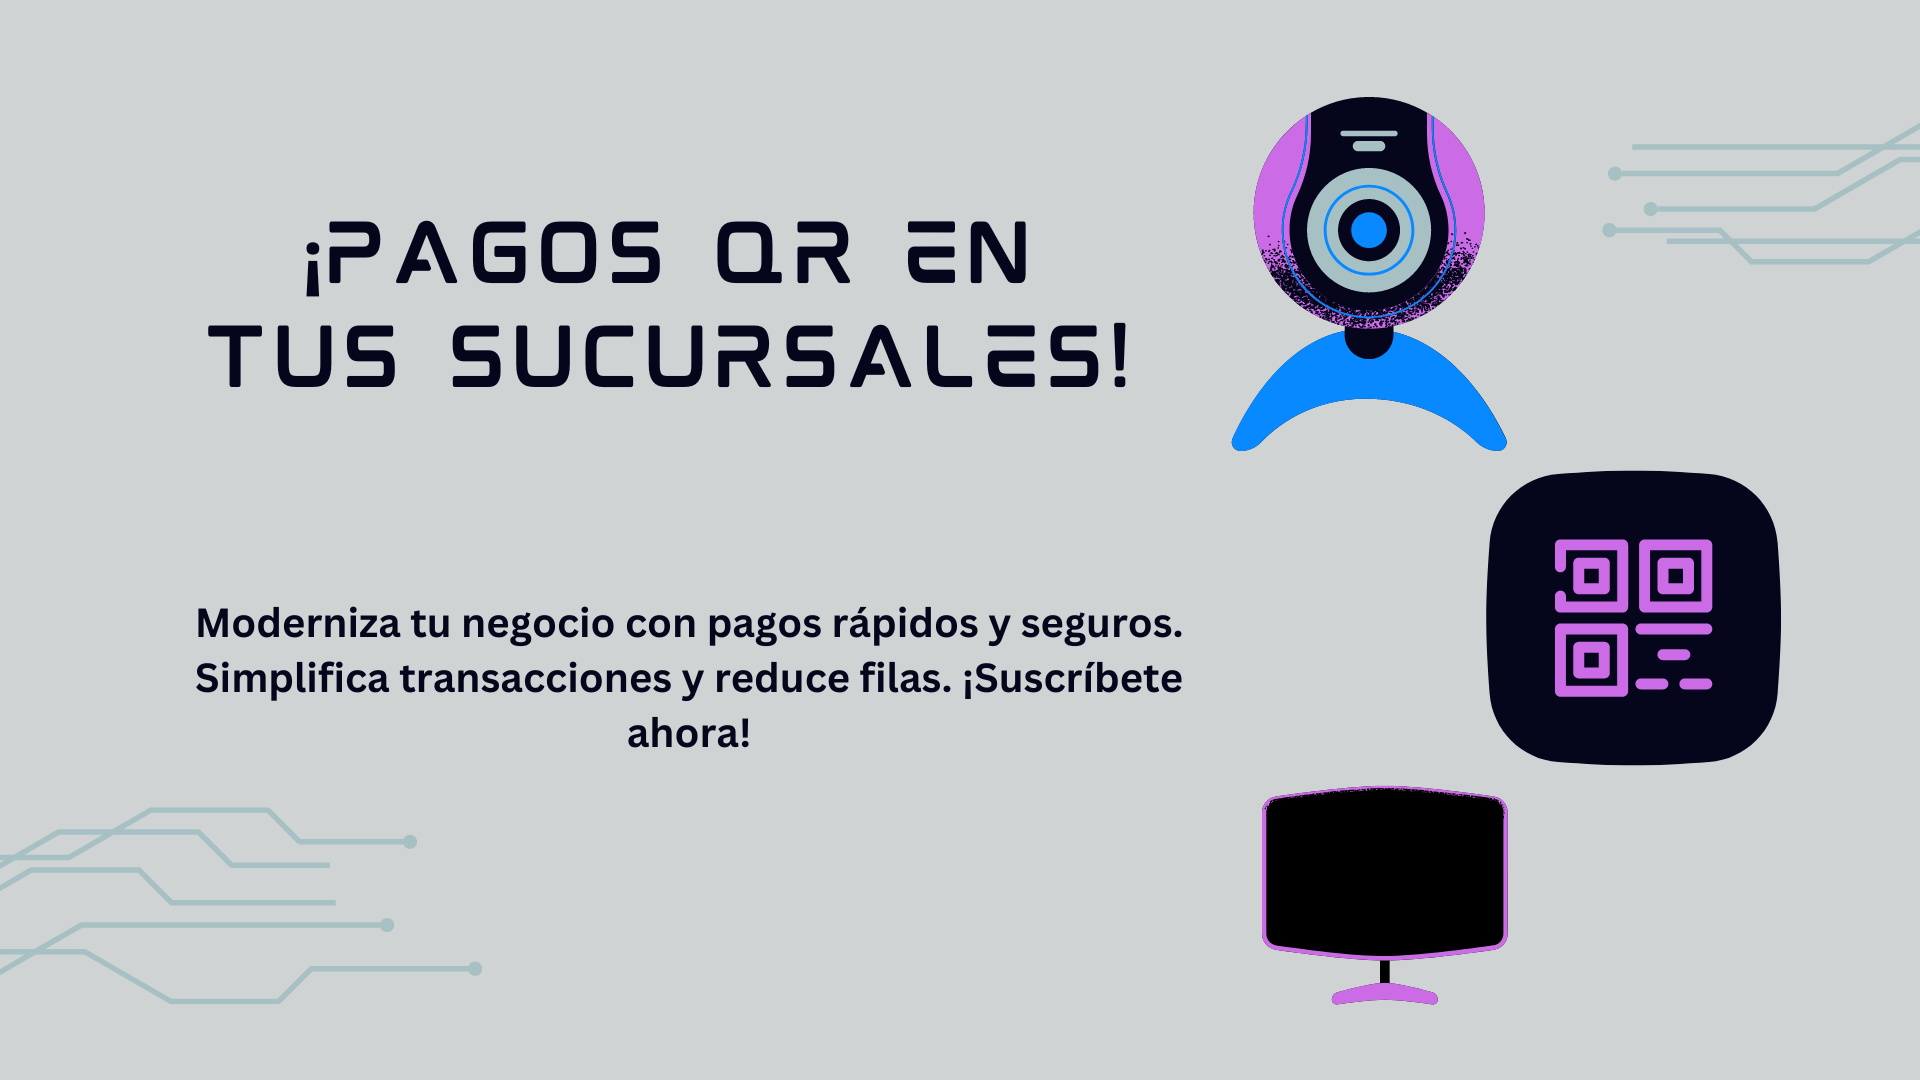 ¡PAGOS QR EN
TUS SUCURSALES!
Moderniza tu negocio con pagos rápidos y seguros.
Simplifica transacciones y reduce filas. ¡Suscríbete
ahora!